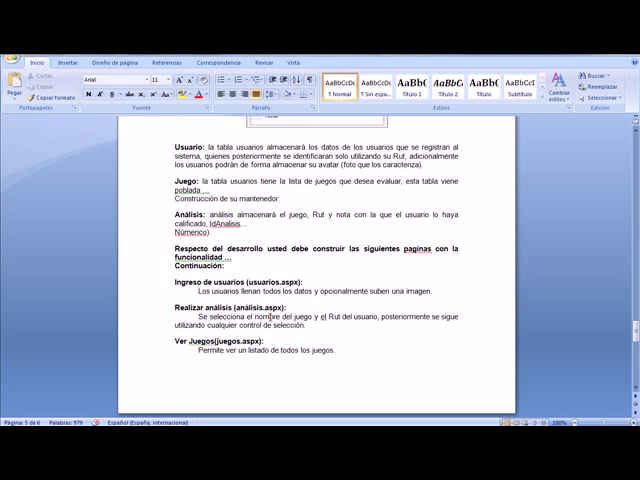 Inicio Insertar Diseño de página Referencias Correspondencia Revisar Vista
Cortar
Copiar
Copiar formato
Pegar
Portapapeles
Arial 11
Fuente
Párrafo
AaBbCcDc AaBbCcDc AaBbC AaBbCc AaBbC AaBbCcI
¶ Normal ¶ Sin espa... Título 1 Título 2 Título Subtítulo
Estilos
Cambiar estilos
Buscar
Reemplazar
Seleccionar
Edición
Usuario: la tabla usuarios almacenará los datos de los usuarios que se registran al
sistema, quienes posteriormente se identificaran solo utilizando su Rut, adicionalmente
los usuarios podrán de forma almacenar su avatar (foto que los caracteriza).
Juego: la tabla usuarios tiene la lista de juegos que desea evaluar, esta tabla viene
poblada ...
Construcción de su mantenedor.
Análisis: análisis almacenará el juego, Rut y nota con la que el usuario lo haya
calificado, IdAnalisis...
Númerico).
Respecto del desarrollo usted debe construir las siguientes paginas con la
funcionalidad ...
Continuación:
Ingreso de usuarios (usuarios.aspx):
Los usuarios llenan todos los datos y opcionalmente suben una imagen.
Realizar análisis (análisis.aspx):
Se selecciona el nombre del juego y el Rut del usuario, posteriormente se sigue
utilizando cualquier control de selección.
Ver Juegos(juegos.aspx):
Permite ver un listado de todos los juegos.
Página: 5 de 6 Palabras: 979 Español (España, internacional) 100%